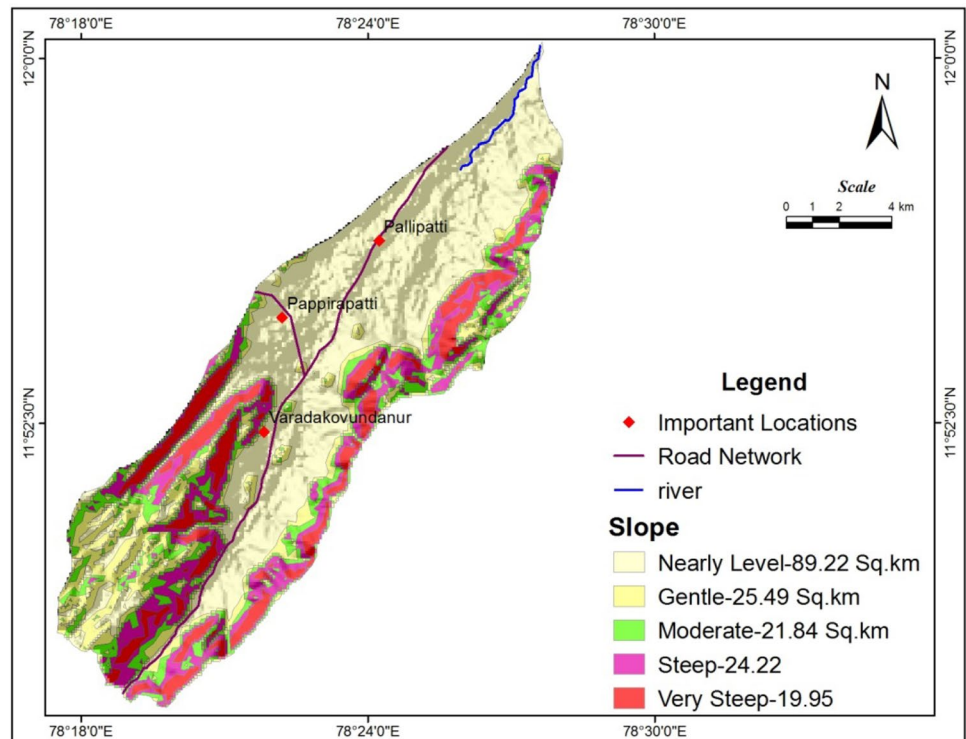 78°18'0"E 78°24'0"E 78°30'0"E
12°0'0"N
12°0'0"N
N
Scale
0 1 2 4 km
Pallipatti
Pappirapatti
Varadakovundanur
11°52'30"N
11°52'30"N
Legend
Important Locations
Road Network
river
Slope
Nearly Level-89.22 Sq.km
Gentle-25.49 Sq.km
Moderate-21.84 Sq.km
Steep-24.22
Very Steep-19.95
78°18'0"E 78°24'0"E 78°30'0"E